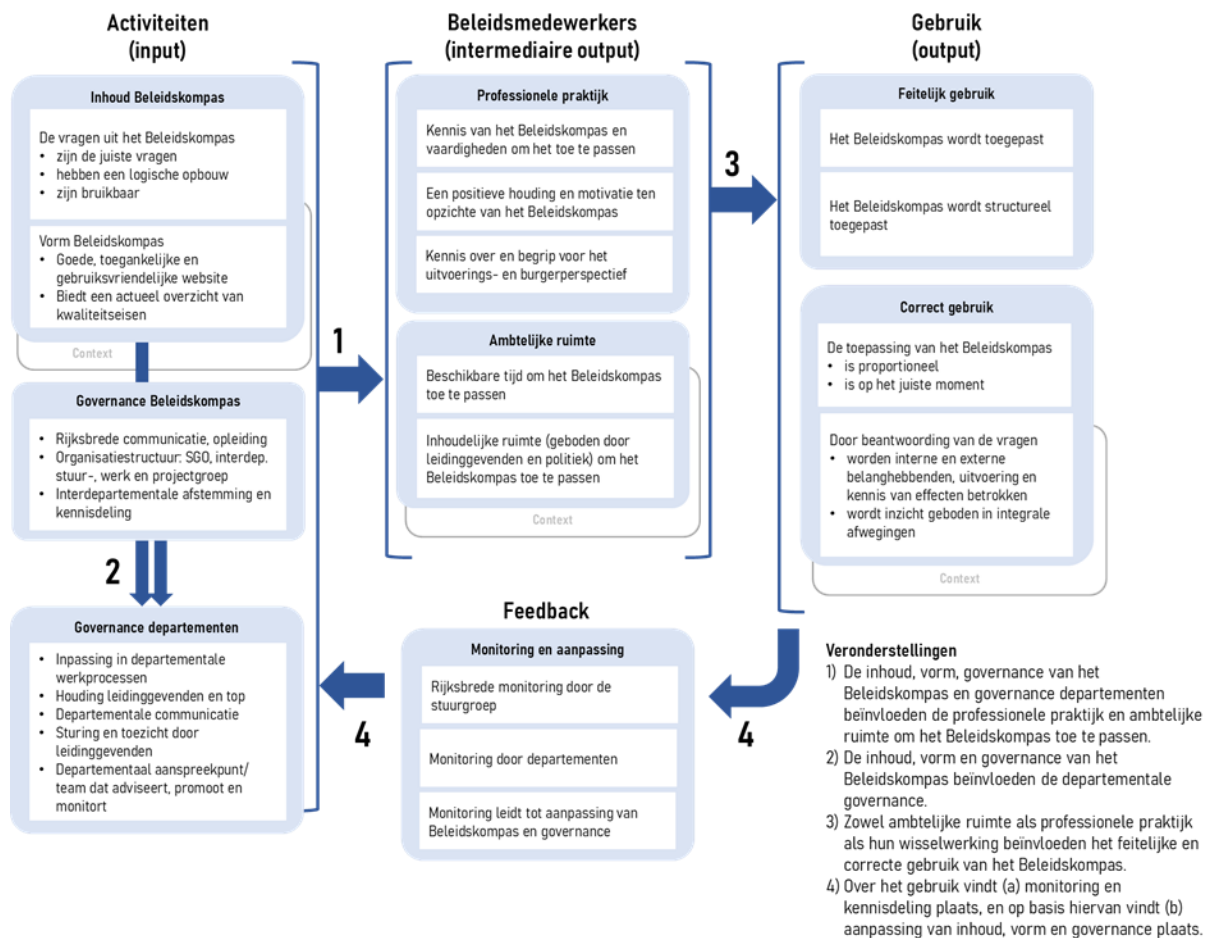 Activiteiten
(input)
Inhoud Beleidskompas
De vragen uit het Beleidskompas
• zijn de juiste vragen
• hebben een logische opbouw
• zijn bruikbaar
Vorm Beleidskompas
• Goede, toegankelijke en
gebruiksvriendelijke website
• Biedt een actueel overzicht van
kwaliteitseisen
Context
Governance Beleidskompas
• Rijksbrede communicatie, opleiding
• Organisatiestructuur: SGO, interdep.
stuur-, werk en projectgroep
• Interdepartementale afstemming en
kennisdeling
2
Governance departementen
• Inpassing in departementale
werkprocessen
• Houding leidinggevenden en top
• Departementale communicatie
• Sturing en toezicht door
leidinggevenden
• Departementaal aanspreekpunt/
team dat adviseert, promoot en
monitort
1
Beleidsmedewerkers
(intermediaire output)
Professionele praktijk
Kennis van het Beleidskompas en
vaardigheden om het toe te passen
Een positieve houding en motivatie ten
opzichte van het Beleidskompas
Kennis over en begrip voor het
uitvoerings- en burgerperspectief
Ambtelijke ruimte
Beschikbare tijd om het Beleidskompas
toe te passen
Inhoudelijke ruimte (geboden door
leidinggevenden en politiek) om het
Beleidskompas toe te passen
Context
3
Gebruik
(output)
Feitelijk gebruik
Het Beleidskompas wordt toegepast
Het Beleidskompas wordt structureel
toegepast
Correct gebruik
De toepassing van het Beleidskompas
• is proportioneel
• is op het juiste moment
Door beantwoording van de vragen
• worden interne en externe
belanghebbenden, uitvoering en
kennis van effecten betrokken
• wordt inzicht geboden in integrale
afwegingen
Context
Feedback
Monitoring en aanpassing
Rijksbrede monitoring door de
stuurgroep
Monitoring door departementen
Monitoring leidt tot aanpassing van
Beleidskompas en governance
4
4
Veronderstellingen
1) De inhoud, vorm, governance van het
Beleidskompas en governance departementen
beïnvloeden de professionele praktijk en ambtelijke
ruimte om het Beleidskompas toe te passen.
2) De inhoud, vorm en governance van het
Beleidskompas beïnvloeden de departementale
governance.
3) Zowel ambtelijke ruimte als professionele praktijk
als hun wisselwerking beïnvloeden het feitelijke en
correcte gebruik van het Beleidskompas.
4) Over het gebruik vindt (a) monitoring en
kennisdeling plaats, en op basis hiervan vindt (b)
aanpassing van inhoud, vorm en governance plaats.